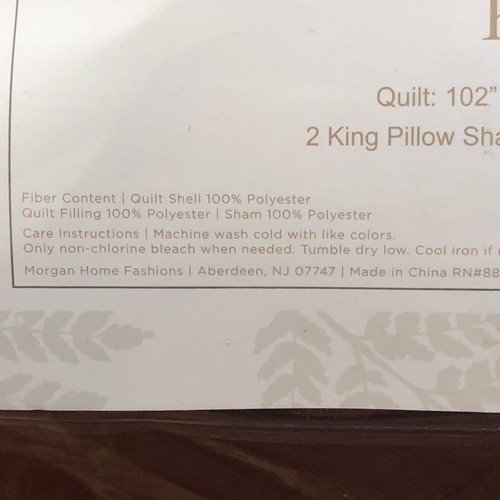 Quilt: 102”
2 King Pillow Sha
Fiber Content | Quilt Shell 100% Polyester
Quilt Filling 100% Polyester | Sham 100% Polyester
Care Instructions | Machine wash cold with like colors.
Only non-chlorine bleach when needed. Tumble dry low. Cool iron if
Morgan Home Fashions | Aberdeen, NJ 07747 | Made in China RN#88